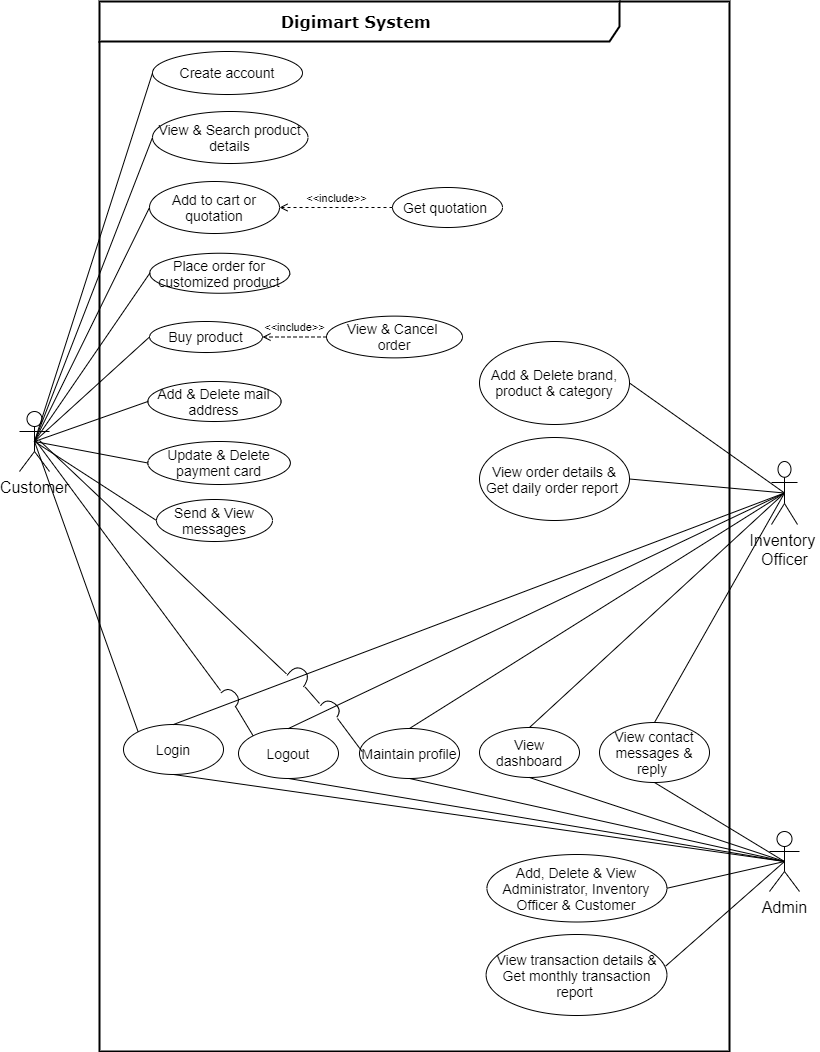 Digimart System
Create account
View & Search product
details
Add to cart or
quotation
<<include>>
Get quotation
Place order for
customized product
Buy product
<<include>>
View & Cancel
order
Add & Delete brand,
product & category
Add & Delete mail
address
Customer
Update & Delete
payment card
View order details &
Get daily order report
Send & View
messages
Inventory
Officer
Login
Logout
Maintain profile
View
dashboard
View contact
messages &
reply
Add, Delete & View
Administrator, Inventory
Officer & Customer
Admin
View transaction details &
Get monthly transaction
report